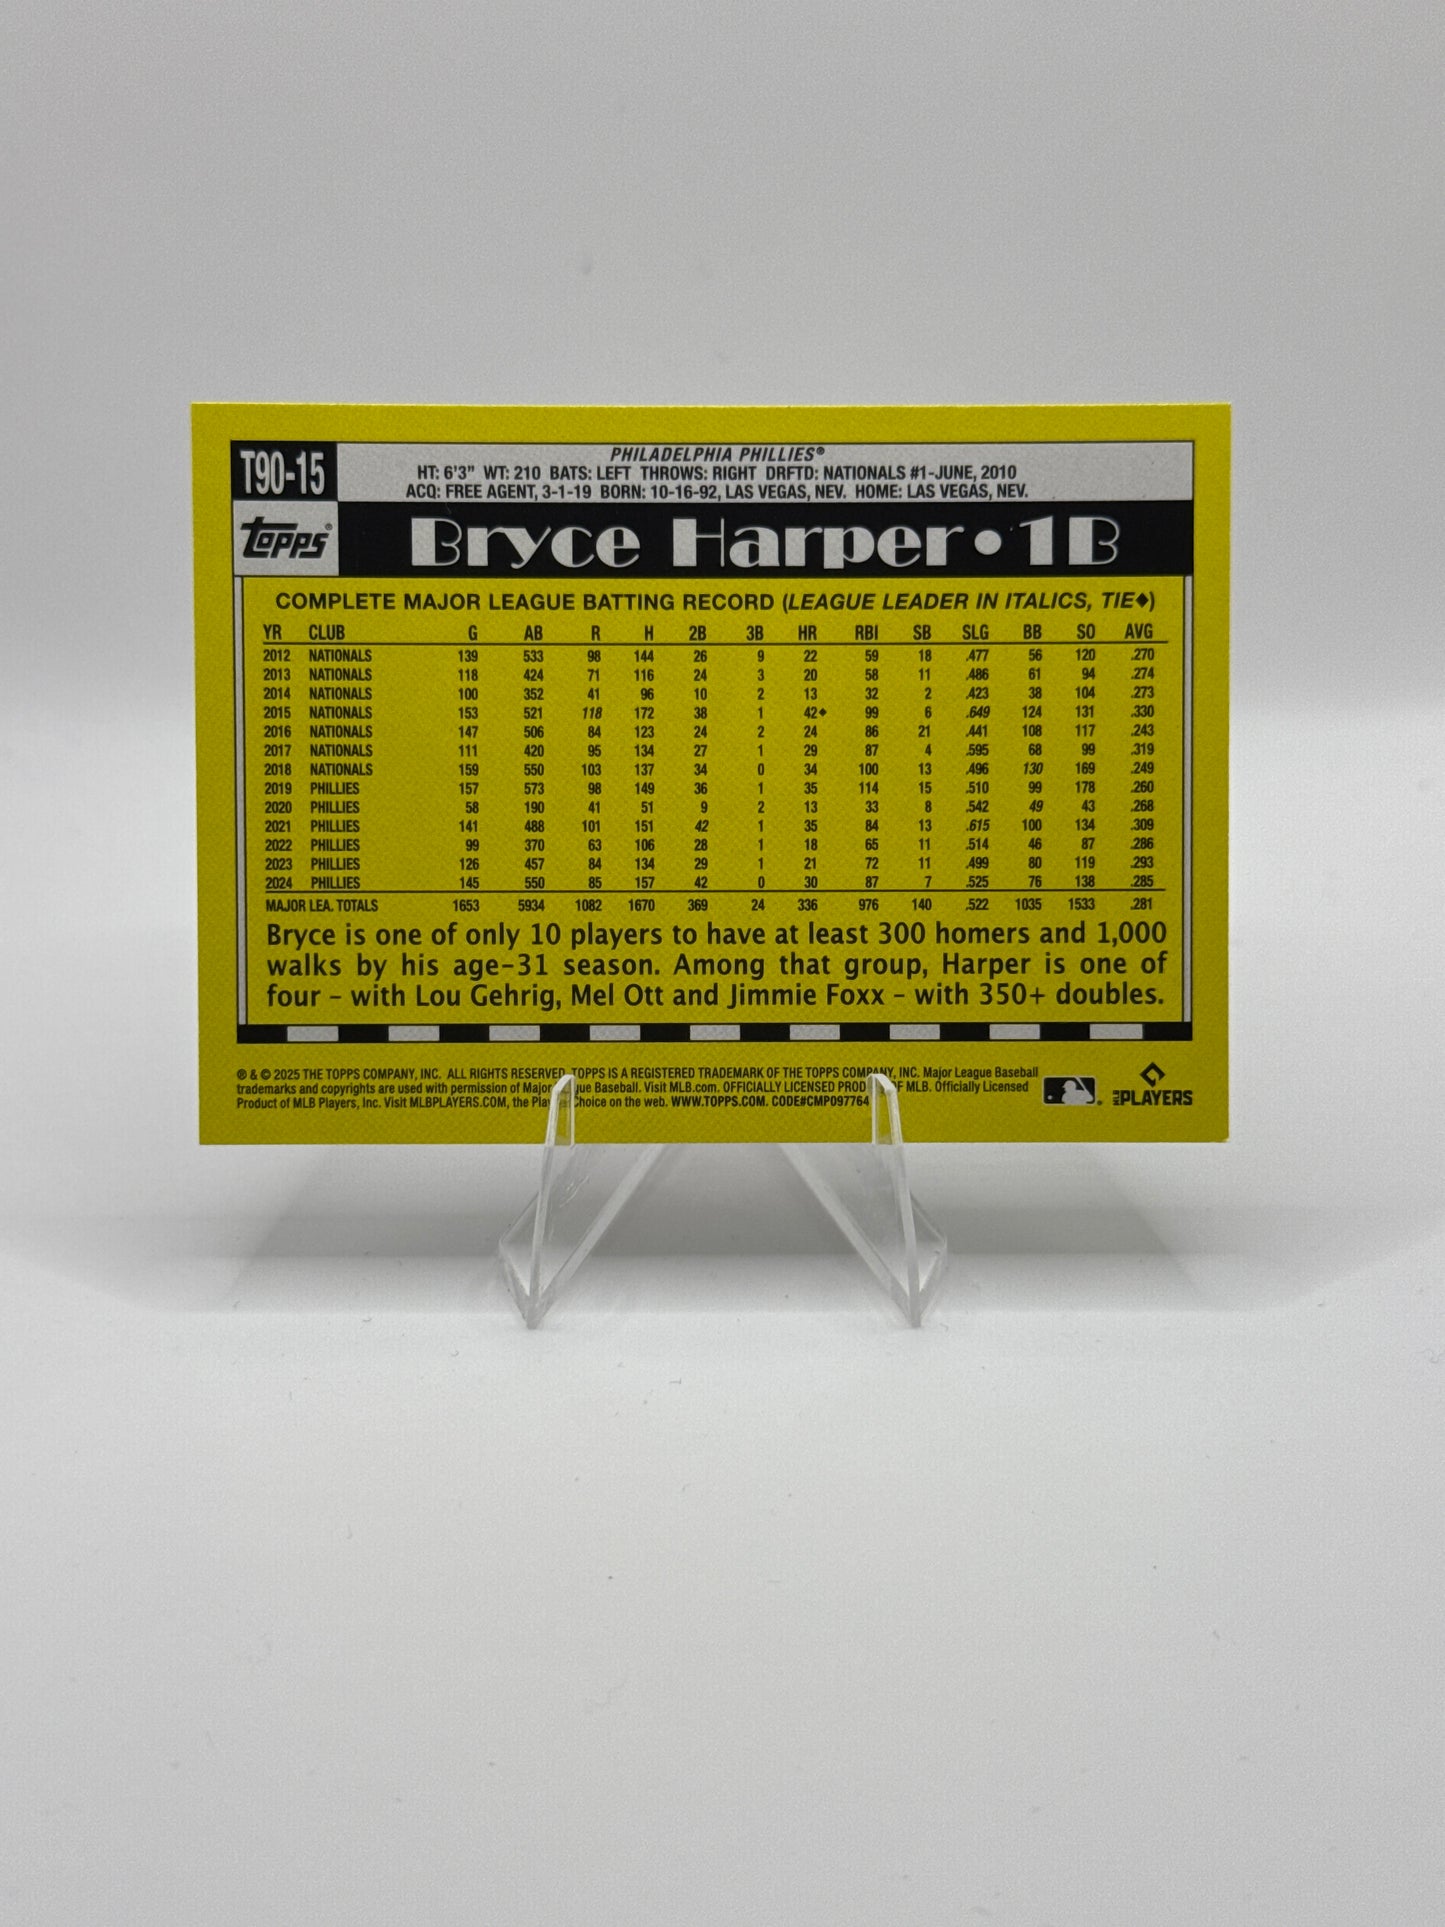 T90-15
PHILADELPHIA PHILLIES®
HT: 6'3" WT: 210 BATS: LEFT THROWS: RIGHT DRFTD: NATIONALS #1-JUNE, 2010
ACQ: FREE AGENT, 3-1-19 BORN: 10-16-92, LAS VEGAS, NEV. HOME: LAS VEGAS, NEV.
Topps®
Bryce Harper • 1B
COMPLETE MAJOR LEAGUE BATTING RECORD (LEAGUE LEADER IN ITALICS, TIE♦)
YR CLUB G AB R H 2B 3B HR RBI SB SLG BB SO AVG
2012 NATIONALS 139 533 98 144 26 9 22 59 18 .477 56 120 .270
2013 NATIONALS 118 424 71 116 24 3 20 58 11 .486 61 94 .274
2014 NATIONALS 100 352 41 96 10 2 13 32 2 .423 38 104 .273
2015 NATIONALS 153 521 118 172 38 1 42♦ 99 6 .649 124 131 .330
2016 NATIONALS 147 506 84 123 24 2 24 86 21 .441 108 117 .243
2017 NATIONALS 111 420 95 134 27 1 29 87 4 .595 68 99 .319
2018 NATIONALS 159 550 103 137 34 0 34 100 13 .496 130 169 .249
2019 PHILLIES 157 573 98 149 36 1 35 114 15 .510 99 178 .260
2020 PHILLIES 58 190 41 51 9 2 13 33 8 .542 49 43 .268
2021 PHILLIES 141 488 101 151 42 1 35 84 13 .615 100 134 .309
2022 PHILLIES 99 370 63 106 28 1 18 65 11 .514 46 87 .286
2023 PHILLIES 126 457 84 134 29 1 21 72 11 .499 80 119 .293
2024 PHILLIES 145 550 85 157 42 0 30 87 7 .525 76 138 .285
MAJOR LEA. TOTALS 1653 5934 1082 1670 369 24 336 976 140 .522 1035 1533 .281
Bryce is one of only 10 players to have at least 300 homers and 1,000
walks by his age-31 season. Among that group, Harper is one of
four – with Lou Gehrig, Mel Ott and Jimmie Foxx – with 350+ doubles.
® & © 2025 THE TOPPS COMPANY, INC. ALL RIGHTS RESERVED. TOPPS IS A REGISTERED TRADEMARK OF THE TOPPS COMPANY, INC. Major League Baseball
trademarks and copyrights are used with permission of Major League Baseball. Visit MLB.com. OFFICIALLY LICENSED PROD OF MLB. Officially Licensed
Product of MLB Players, Inc. Visit MLBPLAYERS.COM, the Players Choice on the web. WWW.TOPPS.COM. CODE#CMP097764
MLB PLAYERS